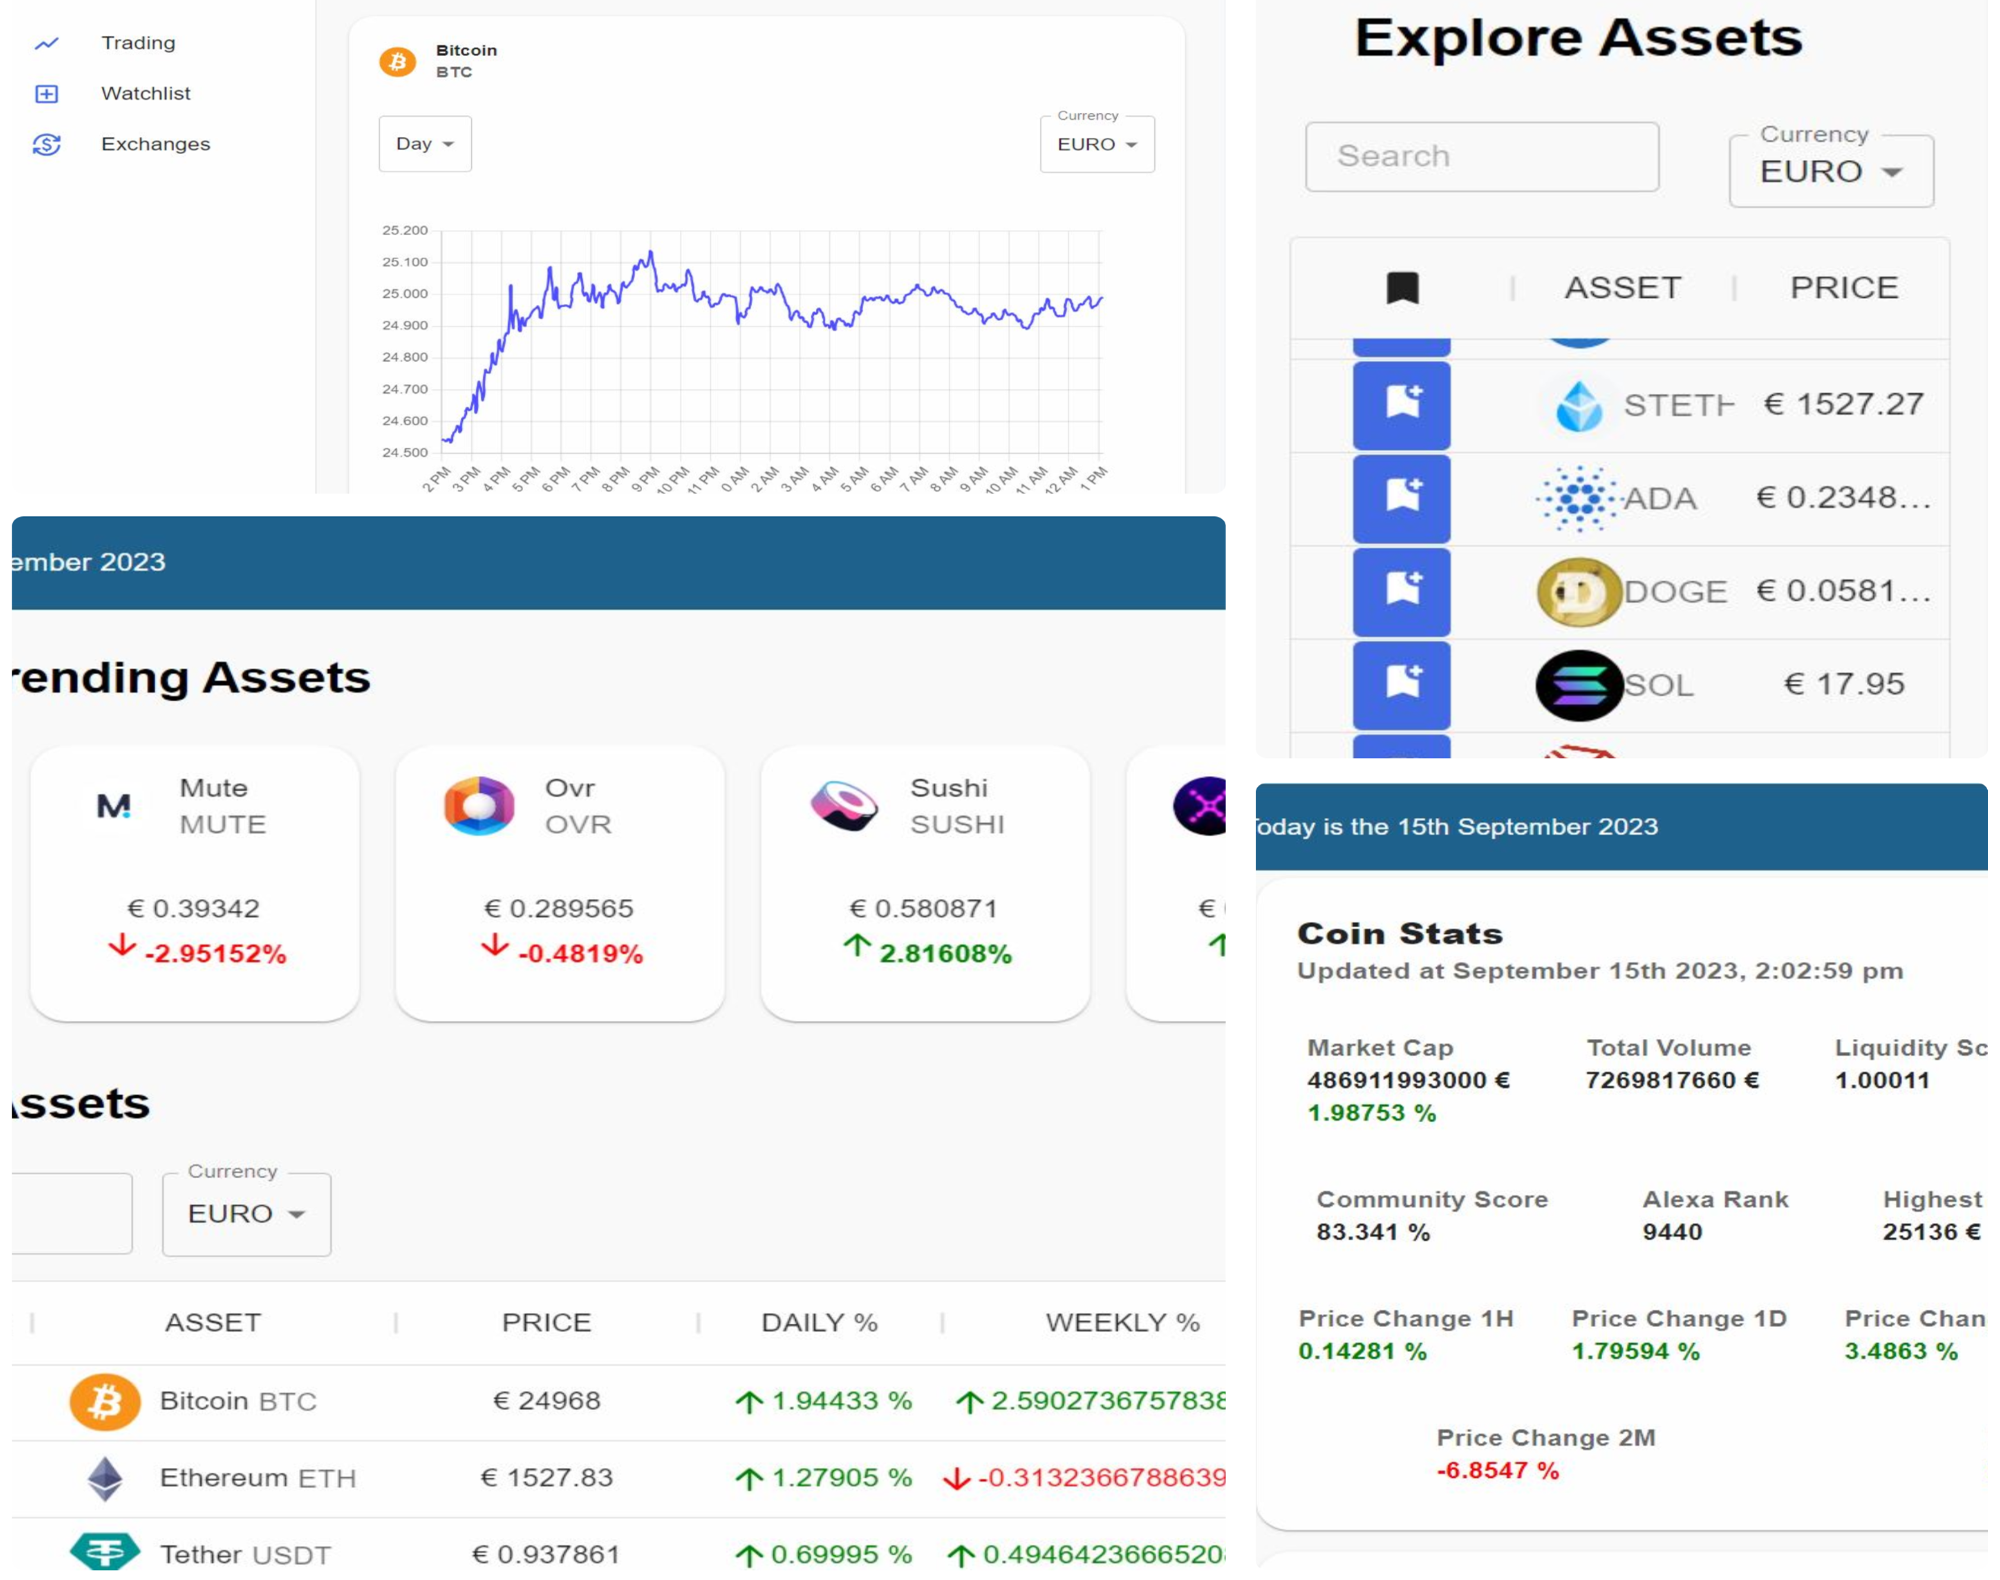 Trading
Watchlist
Exchanges
Bitcoin
BTC
Day
Currency
EURO
25.200
25.100
25.000
24.900
24.800
24.700
24.600
24.500
2 PM 3 PM 4 PM 5 PM 6 PM 7 PM 8 PM 9 PM 10 PM 11 PM 0 AM 2 AM 3 AM 4 AM 5 AM 6 AM 7 AM 8 AM 9 AM 10 AM 11 AM 12 AM 1 PM
Explore Assets
Search
Currency
EURO
ASSET PRICE
STETH € 1527.27
ADA € 0.2348...
DOGE € 0.0581...
SOL € 17.95
ember 2023
rending Assets
Mute
MUTE
€ 0.39342
-2.95152%
Ovr
OVR
€ 0.289565
-0.4819%
Sushi
SUSHI
€ 0.580871
2.81608%
€
Assets
Currency
EURO
ASSET PRICE DAILY % WEEKLY %
Bitcoin BTC € 24968 1.94433 % 2.5902736757838
Ethereum ETH € 1527.83 1.27905 % -0.3132366788639
Tether USDT € 0.937861 0.69995 % 0.4946423666520
Today is the 15th September 2023
Coin Stats
Updated at September 15th 2023, 2:02:59 pm
Market Cap
486911993000 €
1.98753 %
Total Volume
7269817660 €
Liquidity Sc
1.00011
Community Score
83.341 %
Alexa Rank
9440
Highest
25136 €
Price Change 1H
0.14281 %
Price Change 1D
1.79594 %
Price Chan
3.4863 %
Price Change 2M
-6.8547 %